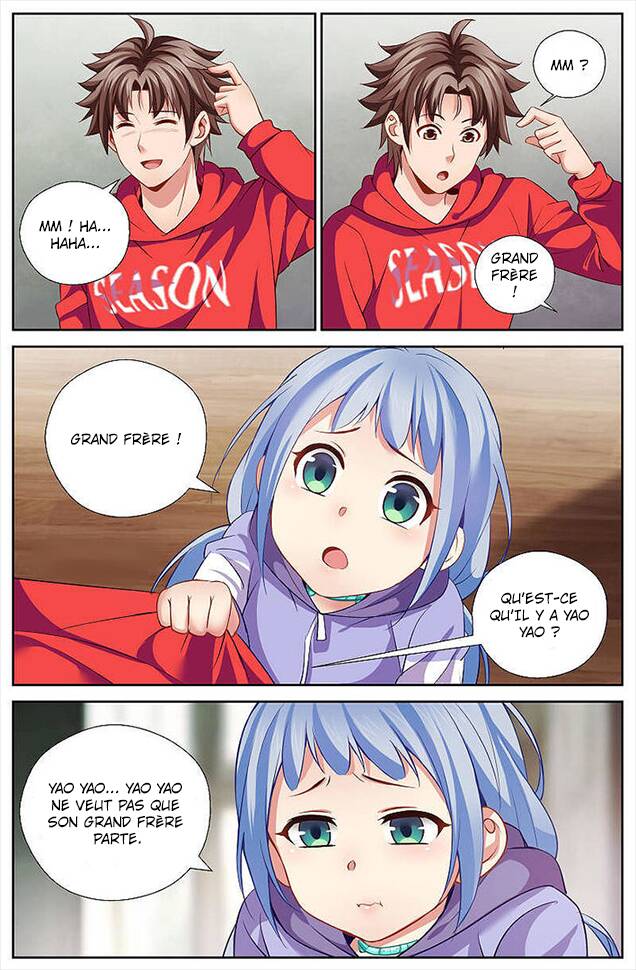 MM ! HA...
HAHA...
SEASON
MM ?
GRAND
FRÈRE
!
SEASON
GRAND FRÈRE !
QU'EST-CE
QU'IL Y A YAO
YAO ?
YAO YAO... YAO YAO
NE VEUT PAS QUE
SON GRAND FRÈRE
PARTE.